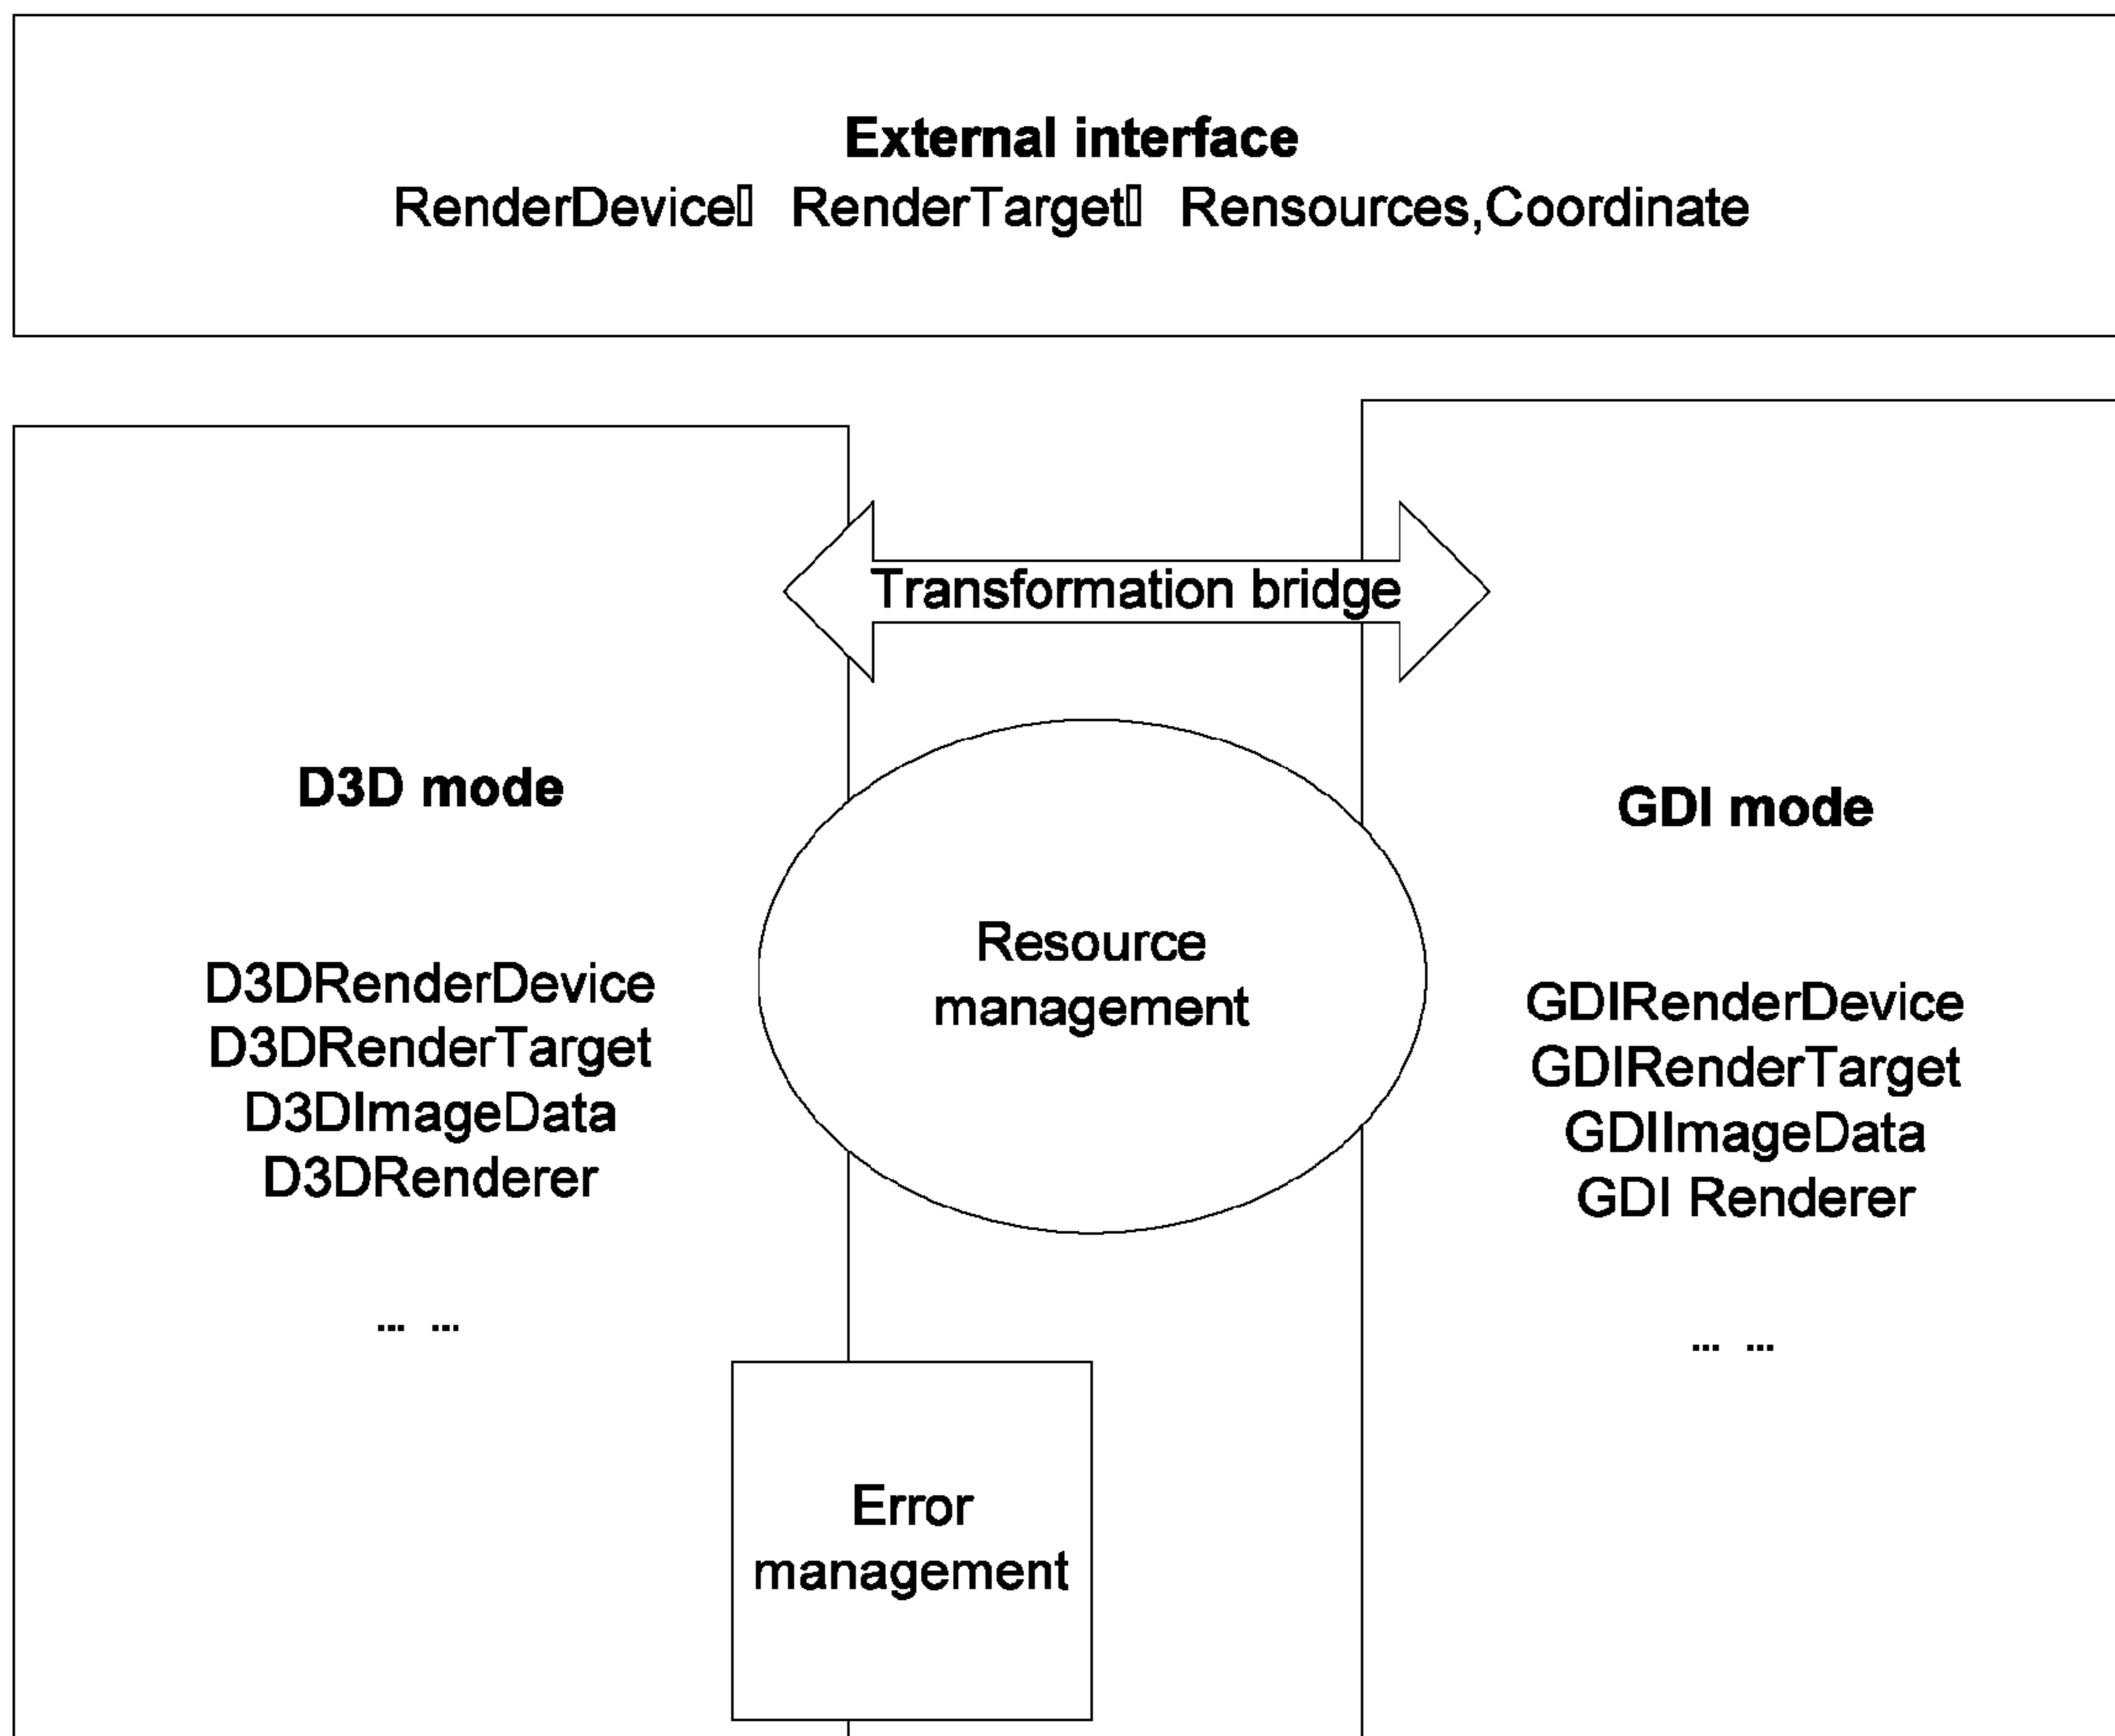 External interface
RenderDevice▯ RenderTarget▯ Rensources,Coordinate
Transformation bridge
D3D mode
D3DRenderDevice
D3DRenderTarget
D3DImageData
D3DRenderer
... ...
Resource
management
GDI mode
GDIRenderDevice
GDIRenderTarget
GDIImageData
GDI Renderer
... ...
Error
management